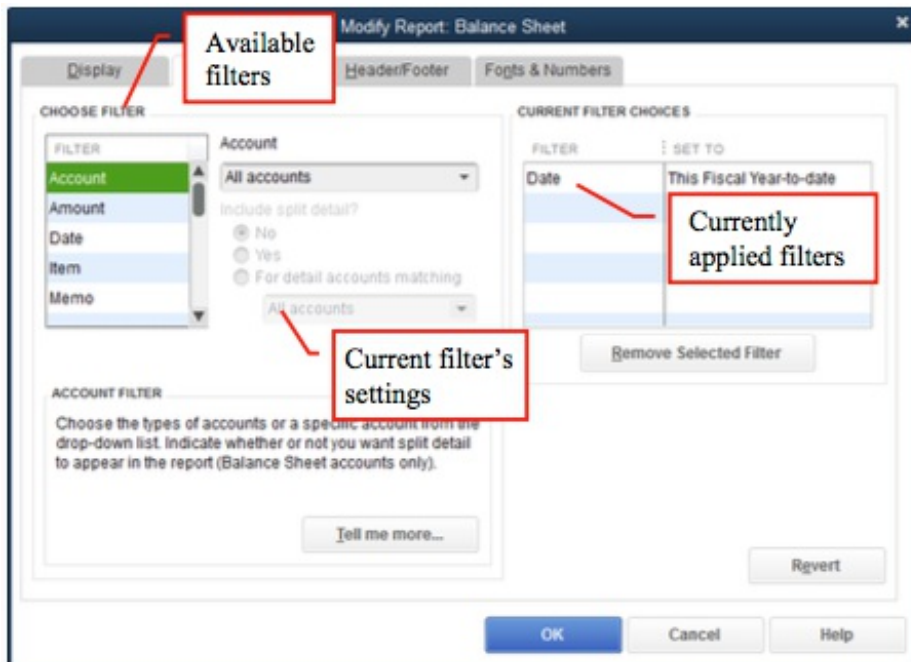 Modify Report: Balance Sheet
Available
filters
Display
Header/Footer
Fonts & Numbers
CHOOSE FILTER
FILTER
Account
Amount
Date
Item
Memo
Account
All accounts
Include split detail?
No
Yes
For detail accounts matching
All accounts
Current filter's
settings
ACCOUNT FILTER
Choose the types of accounts or a specific account from the
drop-down list. Indicate whether or not you want split detail
to appear in the report (Balance Sheet accounts only).
Tell me more...
CURRENT FILTER CHOICES
FILTER
SET TO
Date
This Fiscal Year-to-date
Currently
applied filters
Remove Selected Filter
Revert
OK
Cancel
Help